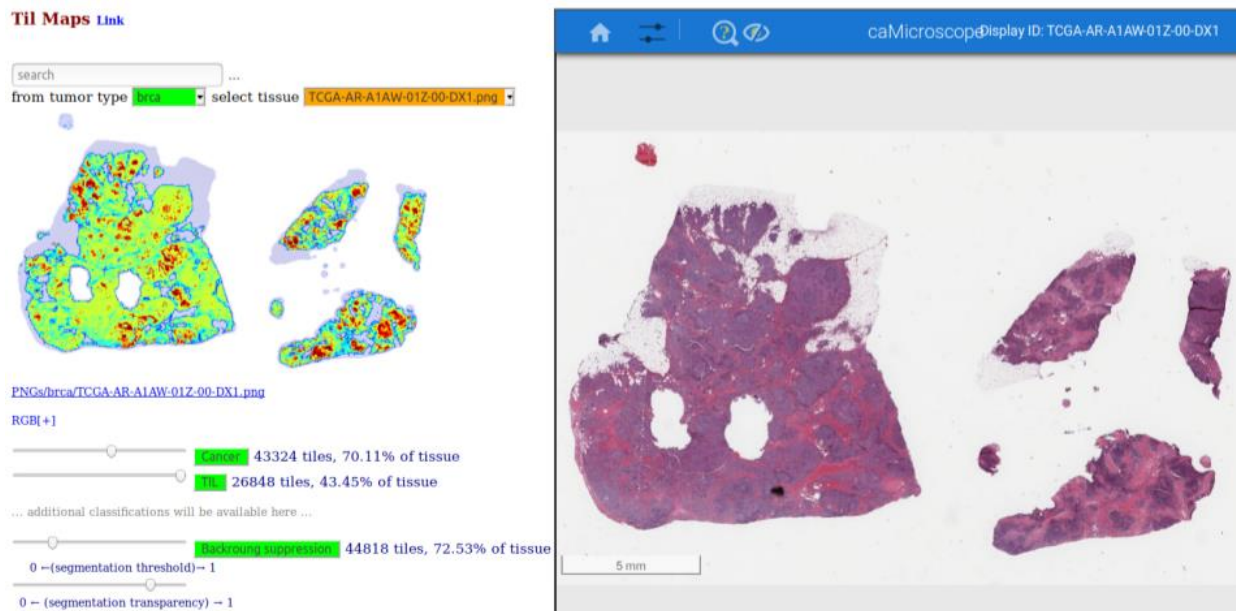 Til Maps Link
search ...
from tumor type brca select tissue TCGA-AR-A1AW-01Z-00-DX1.png
PNGs/brca/TCGA-AR-A1AW-01Z-00-DX1.png
RGB[+]
Cancer 43324 tiles, 70.11% of tissue
TIL 26848 tiles, 43.45% of tissue
... additional classifications will be available here ...
Backroung suppression 44818 tiles, 72.53% of tissue
0 ←(segmentation threshold)→ 1
0 ← (segmentation transparency) → 1
caMicroscope Display ID: TCGA-AR-A1AW-01Z-00-DX1
5 mm